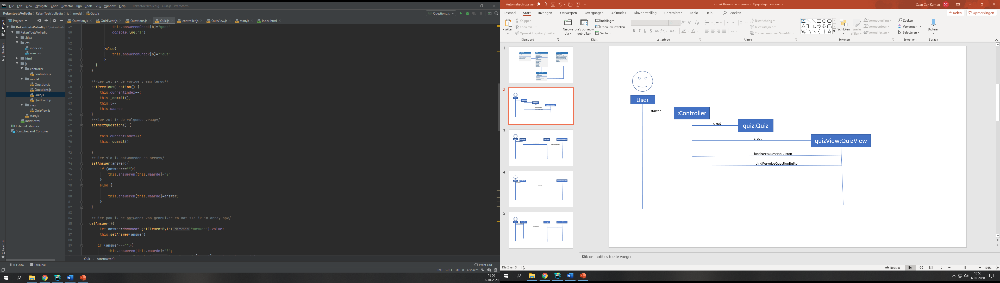 File Edit View Navigate Code Refactor Run Tools VCS Window Help RekenToetsVolledig - Quiz.js - WebStorm
RekentoetsVolledig RekenToetsVolledig js model Quiz.js Questions.js
Project Question.js QuizEvent.js Questions.js Quiz.js controller.js QuizView.js start.js index.html
1: Project
Z: Structure
2: Favorites
RekentoetsVolledig E:\Rekentoets
RekenToetsVolledig
.idea
css
index.css
som.css
html
js
controller
controller.js
model
Question.js
Questions.js
Quiz.js
QuizEvent.js
view
QuizView.js
start.js
index.html
External Libraries
Scratches and Consoles
49 this.answerenCheck[b]="goed"
50 console.log("1")
51
52
53 }else{
54 this.answerenCheck[b]="fout"
55 }
56 }
57 }
58
59 /*Hier zet ik de vorige vraag terug*/
60 setPreviousQuestion() {
61 this.currentIndex--;
62 this._commit();
63 this.l--
64 this.waarde--
65 }
66 /*Hier zet ik de volgende vraag*/
67 setNextQuestion() {
68
69 this.currentIndex++;
70 this._commit();
71
72 }
73 /*Hier sla ik antwoorden op array*/
74 setAnswer(answer){
75 if (answer===""){
76 this.answeren[this.waarde]="0"
77 }
78 else {
79
80 this.answeren[this.waarde]=answer;
81 }
82 }
83
84 /*Hier pak ik de antwordt van gebruiker en dat sla ik in array op*/
85 getAnswer(){
86 let answer=document.getElementById( elementId: "answer").value;
87 this.setAnswer(answer)
88
89 if (answer===""){
90 this.answeren[this.waarde]="0";
Quiz constructor()
6: TODO Terminal Event Log
16:1 CRLF UTF-8 4 spaces
18:50
6-10-2020
Automatisch opslaan opmakKlassendiagrqamm - Opgeslagen in deze pc Ozan Can Kumcu OC
Bestand Start Invoegen Ontwerpen Overgangen Animaties Diavoorstelling Controleren Beeld Help Zoeken Delen Opmerkingen
Plakken
Knippen
Kopiëren
Opmaak kopiëren/plakken
Klembord
Nieuwe dia
Dia's opnieuw gebruiken
Indeling
Opnieuw instellen
Sectie
Dia's
10
B I U S ab AV Aa A
Lettertype
Tekstrichting
Tekst uitlijnen
Converteren naar SmartArt
Alinea
Schikken
Snelle stijlen
Vormopvulling
Vormcontour
Vormeffecten
Tekenen
Zoeken
Vervangen
Selecteren
Bewerken
Dicteren
Spraak
1
2
3
4
5
User
starten
:Controller
creat
quiz:Quiz
creat
quizView:QuizView
bindNextQuestionButton
bindPervuiosQuestionButton
Klik om notities toe te voegen
Dia 2 van 5 Notities 108%
18:50
6-10-2020